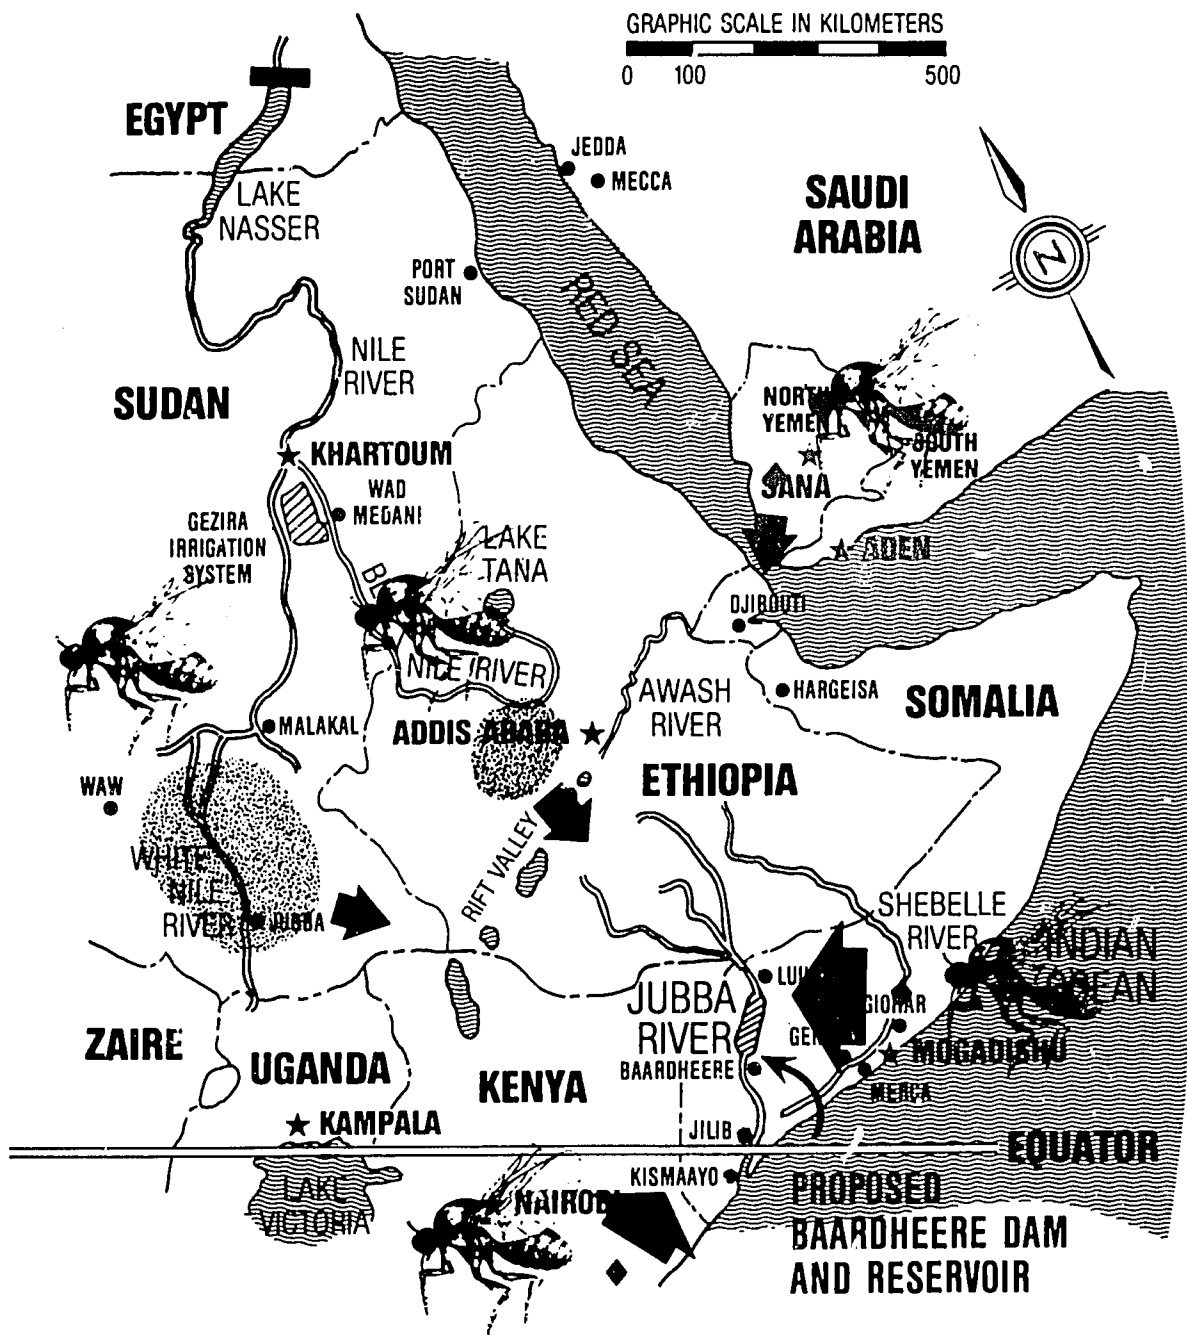 GRAPHIC SCALE IN KILOMETERS
0 100 500
EGYPT
JEDDA
MECCA
LAKE
NASSER
SAUDI
ARABIA
N
PORT
SUDAN
RED SEA
NILE
RIVER
SUDAN
NORTH
YEMEN
SOUTH
YEMEN
KHARTOUM
SANA
WAD
MEDANI
GEZIRA
IRRIGATION
SYSTEM
LAKE
TANA
ADEN
DJIBOUTI
NILE RIVER
AWASH
RIVER
HARGEISA
SOMALIA
MALAKAL
ADDIS ABABA
ETHIOPIA
WAW
RIFT VALLEY
WHITE
NILE
RIVER
JUBBA
SHEBELLE
RIVER
INDIAN
OCEAN
JUBBA
RIVER
GIOHAR
ZAIRE
UGANDA
KENYA
BAARDHEERE
MOGADISHU
MERCA
KAMPALA
JILIB
EQUATOR
KISMAAYO
LAKE
VICTORIA
NAIROBI
PROPOSED
BAARDHEERE DAM
AND RESERVOIR